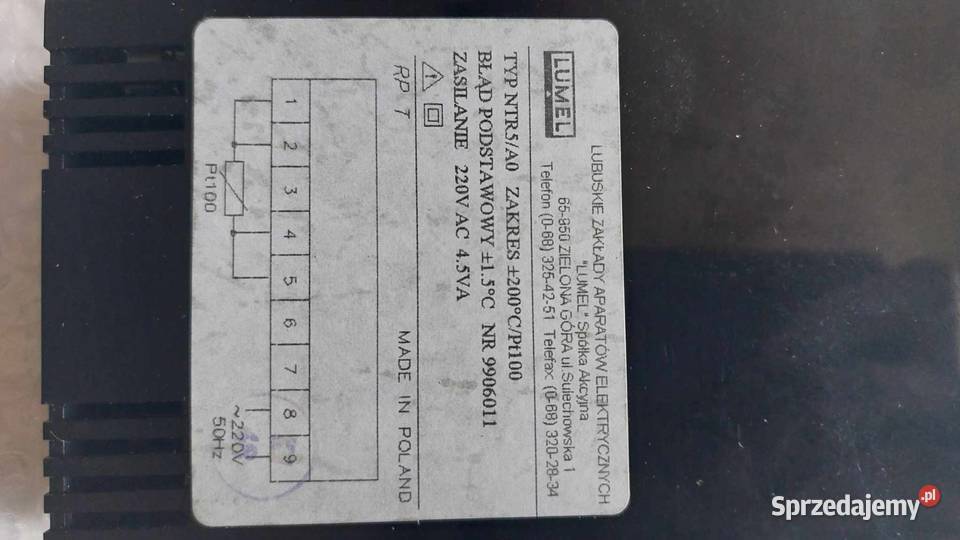 LUBUSKIE ZAKŁADY APARATÓW ELEKTRYCZNYCH
"LUMEL" Spółka Akcyjna
65-950 ZIELONA GÓRA ul.Sulechowska 1
Telefon (0-68) 325-42-51 Telefax: (0-68) 320-28-34
LUMEL
TYP NTR5/A0 ZAKRES ±200°C/Pt100
BŁĄD PODSTAWOWY ±1.5°C NR 9906011
ZASILANIE 220V AC 4.5VA
RP T
MADE IN POLAND
1 2 3 4 5 6 7 8 9
Pt100
~220V
50Hz
Sprzedajemy.pl